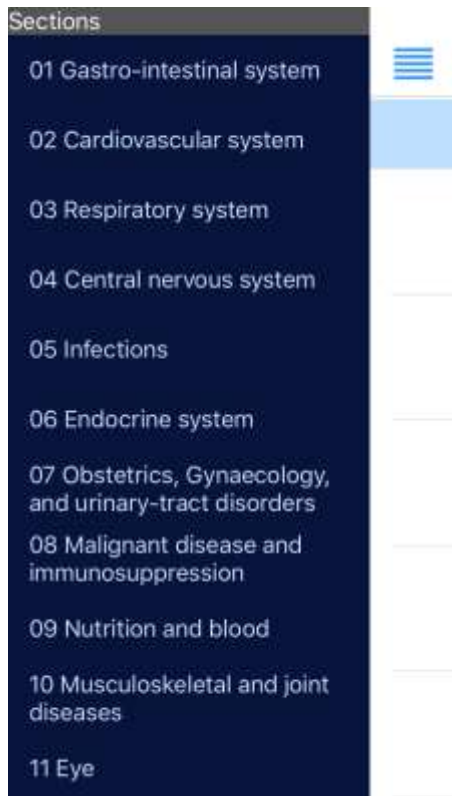 Sections
01 Gastro-intestinal system
02 Cardiovascular system
03 Respiratory system
04 Central nervous system
05 Infections
06 Endocrine system
07 Obstetrics, Gynaecology,
and urinary-tract disorders
08 Malignant disease and
immunosuppression
09 Nutrition and blood
10 Musculoskeletal and joint
diseases
11 Eye